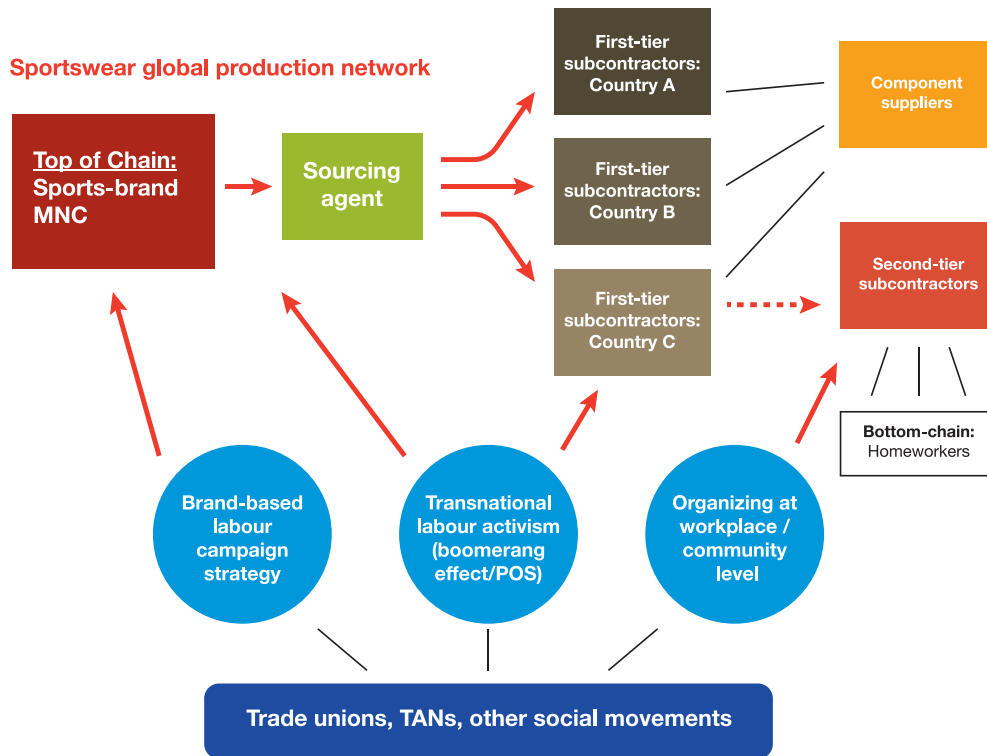 Sportswear global production network
Top of Chain:
Sports-brand
MNC
Sourcing
agent
First-tier
subcontractors:
Country A
First-tier
subcontractors:
Country B
First-tier
subcontractors:
Country C
Component
suppliers
Second-tier
subcontractors
Bottom-chain:
Homeworkers
Brand-based
labour
campaign
strategy
Transnational
labour activism
(boomerang
effect/POS)
Organizing at
workplace /
community
level
Trade unions, TANs, other social movements